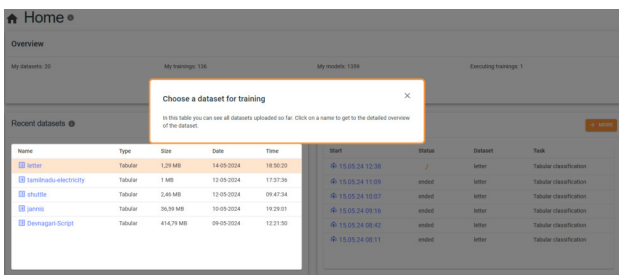 Home
Overview
My datasets: 20 My trainings: 136 My models: 1336 Executing trainings: 1
Choose a dataset for training ×
In this table you can see all datasets uploaded so far. Click on a name to get to the detailed overview
of the dataset.
Recent datasets + MORE
Name Type Size Date Time
letter Tabular 1,29 MB 14-05-2024 18:50:20
tamilnadu-electricity Tabular 1 MB 12-05-2024 17:37:36
shuttle Tabular 2,46 MB 12-05-2024 09:47:34
jannis Tabular 36,59 MB 10-05-2024 19:29:01
Devnagari-Script Tabular 414,79 MB 09-05-2024 12:21:50
Start Status Dataset Task
15.05.24 12:38 letter Tabular classification
15.05.24 11:09 ended letter Tabular classification
15.05.24 10:07 ended letter Tabular classification
15.05.24 09:16 ended letter Tabular classification
15.05.24 08:42 ended letter Tabular classification
15.05.24 08:11 ended letter Tabular classification